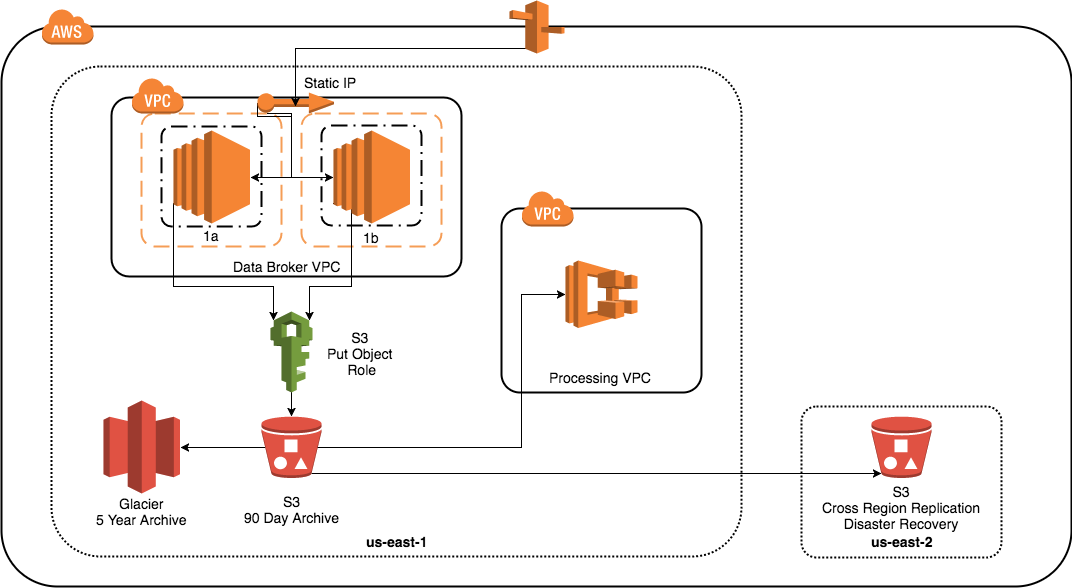 AWS
Static IP
VPC
1a
1b
Data Broker VPC
VPC
Processing VPC
S3
Put Object
Role
Glacier
5 Year Archive
S3
90 Day Archive
us-east-1
S3
Cross Region Replication
Disaster Recovery
us-east-2